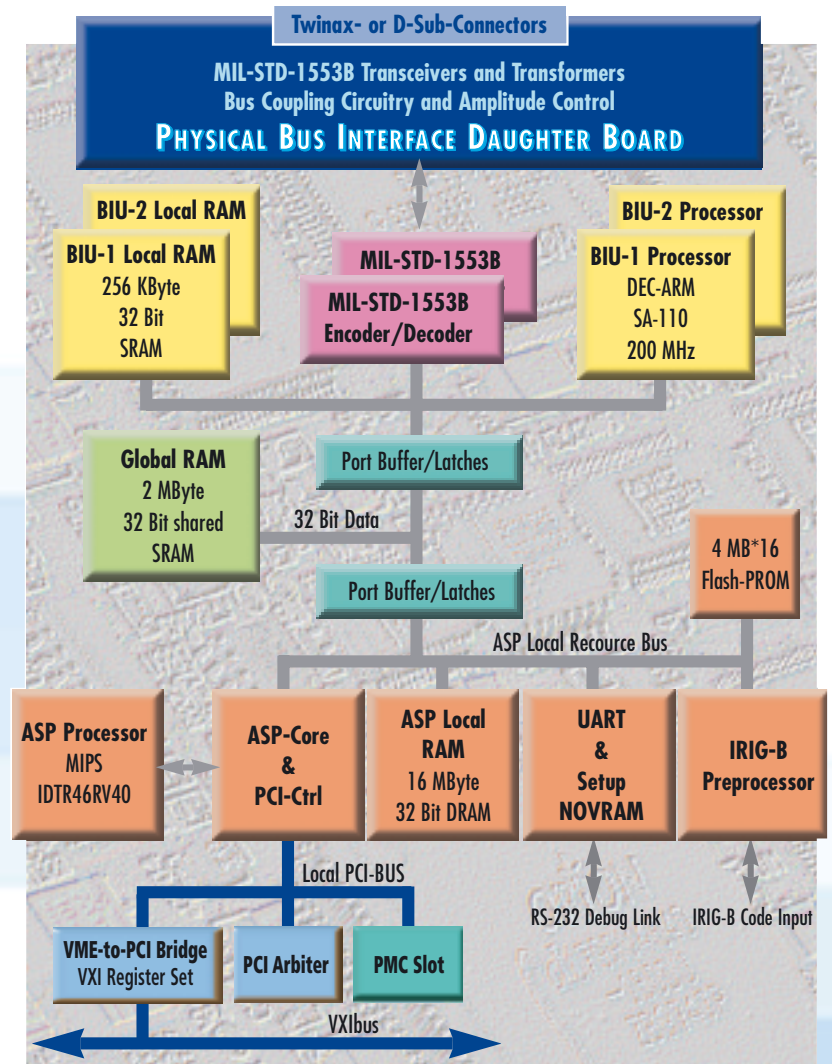 Twinax- or D-Sub-Connectors
MIL-STD-1553B Transceivers and Transformers
Bus Coupling Circuitry and Amplitude Control
PHYSICAL BUS INTERFACE DAUGHTER BOARD
BIU-2 Local RAM
BIU-1 Local RAM
256 KByte
32 Bit
SRAM
MIL-STD-1553B
MIL-STD-1553B
Encoder/Decoder
BIU-2 Processor
BIU-1 Processor
DEC-ARM
SA-110
200 MHz
Global RAM
2 MByte
32 Bit shared
SRAM
Port Buffer/Latches
32 Bit Data
Port Buffer/Latches
4 MB*16
Flash-PROM
ASP Local Recource Bus
ASP Processor
MIPS
IDTR46RV40
ASP-Core
&
PCI-Ctrl
ASP Local
RAM
16 MByte
32 Bit DRAM
UART
&
Setup
NOVRAM
IRIG-B
Preprocessor
Local PCI-BUS
RS-232 Debug Link
IRIG-B Code Input
VME-to-PCI Bridge
VXI Register Set
PCI Arbiter
PMC Slot
VXIbus